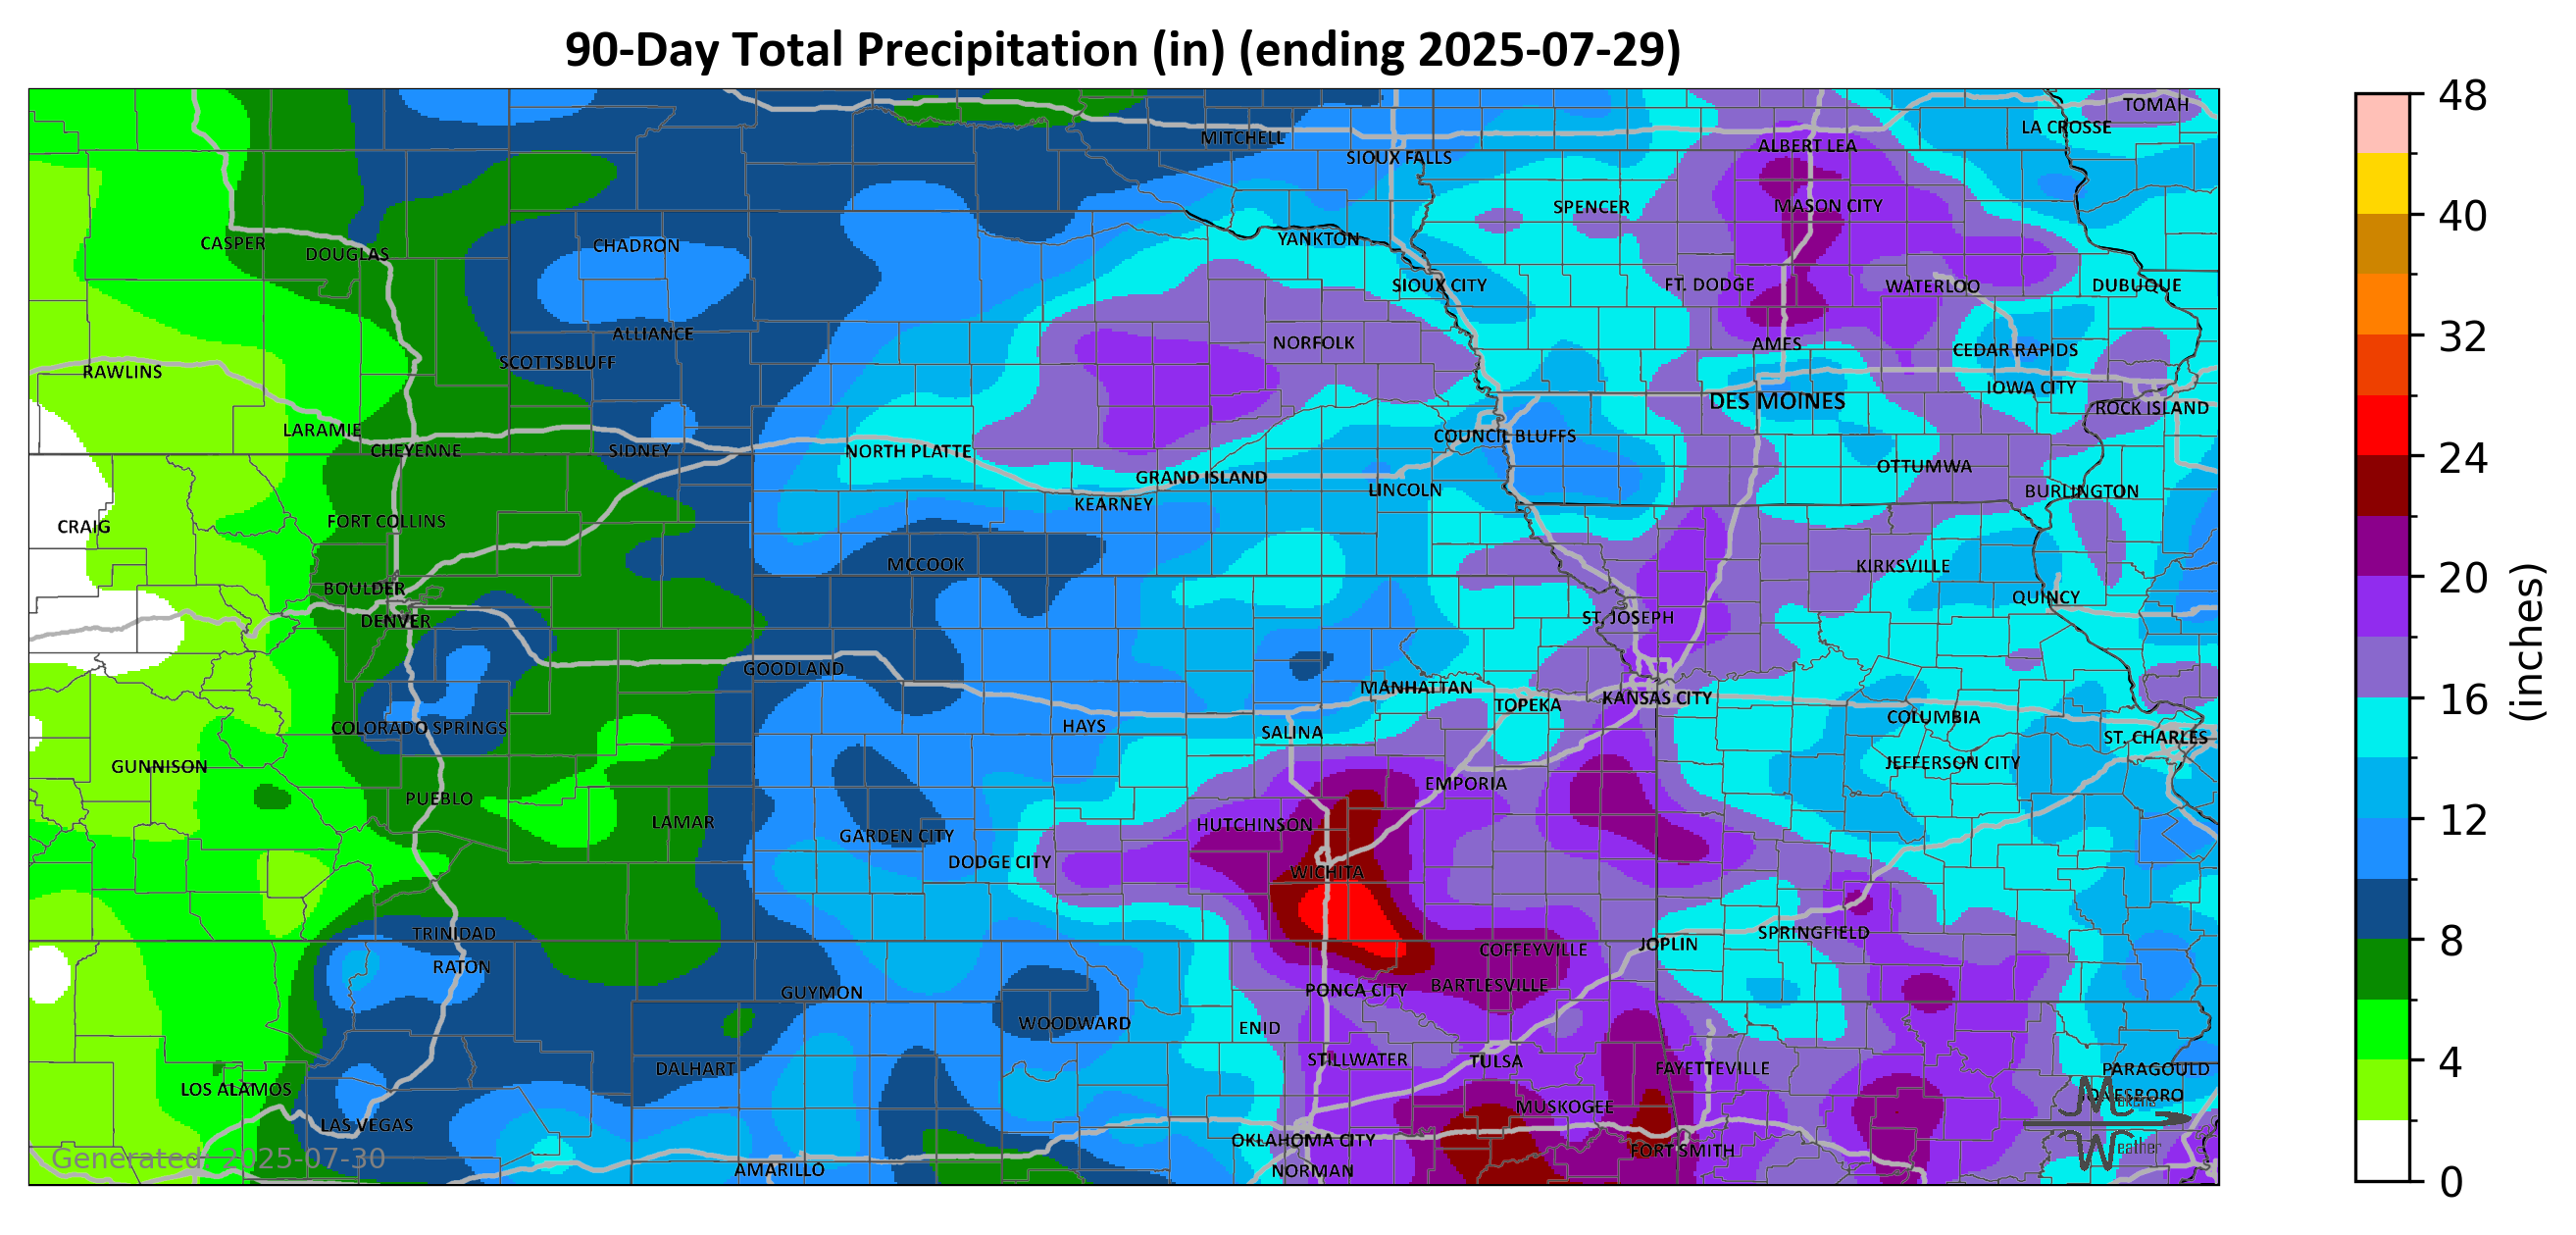 90-Day Total Precipitation (in) (ending 2025-07-29)
48
TOMAH
LA CROSSE
MITCHELL
ALBERT LEA
SIOUX FALLS
SPENCER
MASON CITY
40
YANKTON
CASPER
CHADRON
DOUGLAS
SIOUX CITY
FT. DODGE
WATERLOO
DUBUQUE
ALLIANCE
32
NORFOLK
AMES
CEDAR RAPIDS
SCOTTSBLUFF
RAWLINS
IOWA CITY
DES MOINES
ROCK ISLAND
LARAMIE
COUNCIL BLUFFS
CHEYENNE
SIDNEY
NORTH PLATTE
24
OTTUMWA
GRAND ISLAND
LINCOLN
BURLINGTON
KEARNEY
FORT COLLINS
CRAIG
MCCOOK
KIRKSVILLE
20
BOULDER
QUINCY
ST. JOSEPH
DENVER
(inches)
GOODLAND
MANHATTAN
KANSAS CITY
16
TOPEKA
COLUMBIA
HAYS
COLORADO SPRINGS
SALINA
ST. CHARLES
JEFFERSON CITY
GUNNISON
EMPORIA
PUEBLO
12
LAMAR
HUTCHINSON
GARDEN CITY
DODGE CITY
WICHITA
TRINIDAD
SPRINGFIELD
8
JOPLIN
COFFEYVILLE
RATON
BARTLESVILLE
PONCA CITY
GUYMON
WOODWARD
ENID
STILLWATER
TULSA
4
DALHART
FAYETTEVILLE
PARAGOULD
LOS ALAMOS
JONESBORO
MUSKOGEE
LAS VEGAS
OKLAHOMA CITY
FORT SMITH
Weather
Generated: 2025-07-30
AMARILLO
NORMAN
0